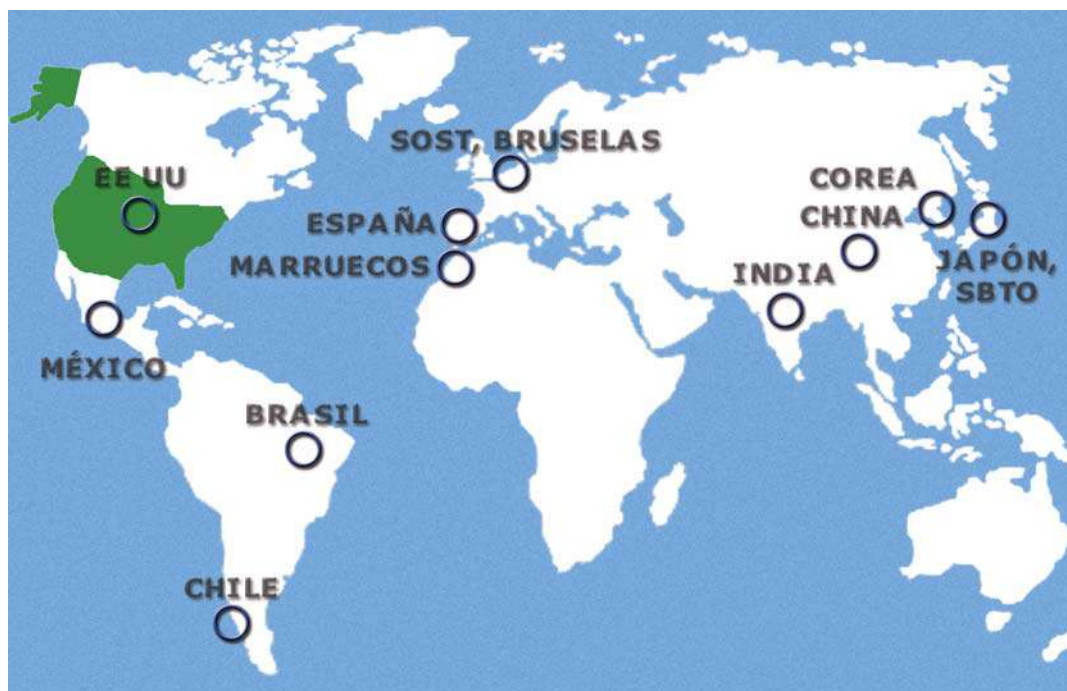 SOST, BRUSELAS
EE UU
COREA
CHINA
ESPAÑA
MARRUECOS
JAPÓN,
SBTO
INDIA
MÉXICO
BRASIL
CHILE